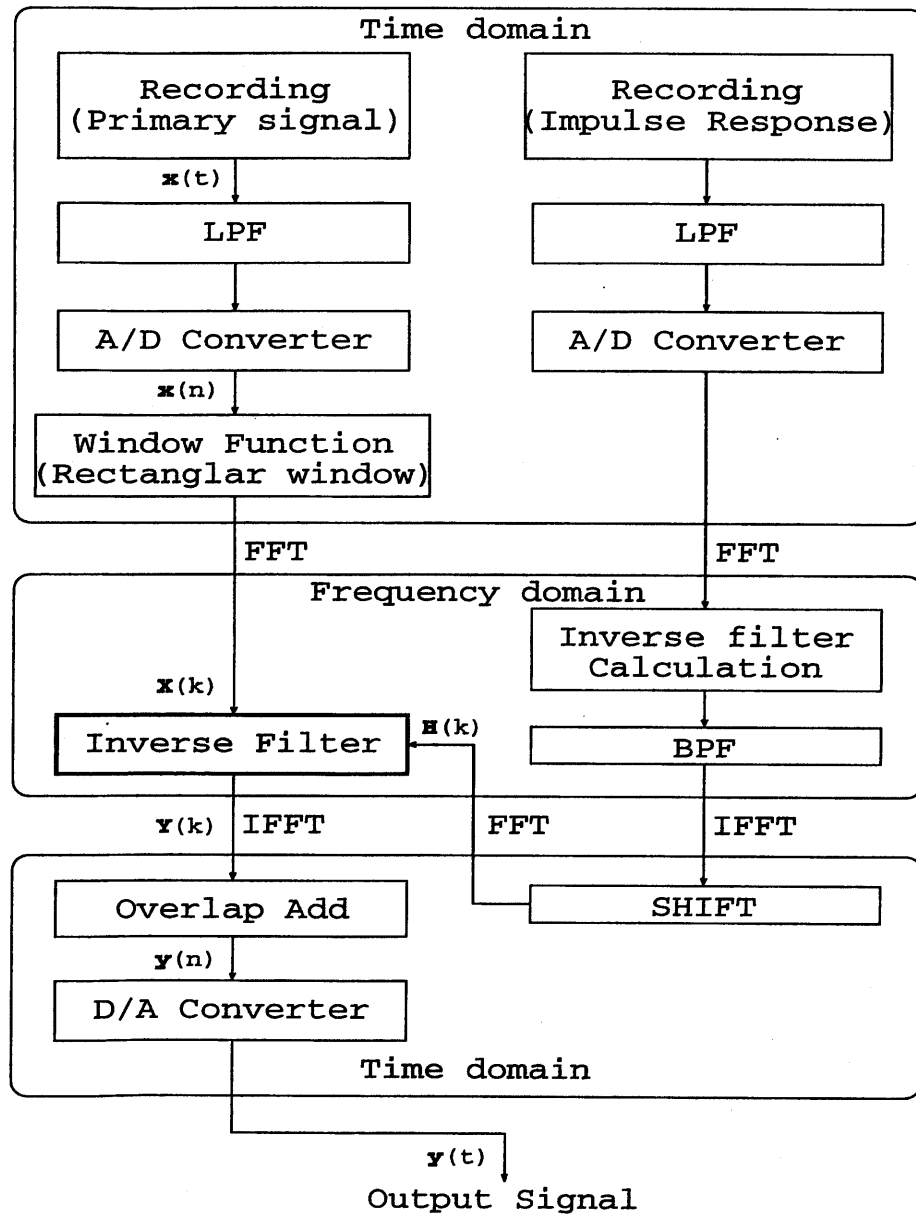 Time domain
Recording
(Primary signal)
Recording
(Impulse Response)
x(t)
LPF
LPF
A/D Converter
A/D Converter
x(n)
Window Function
(Rectanglar window)
FFT
FFT
Frequency domain
Inverse filter
Calculation
X(k)
H(k)
Inverse Filter
BPF
Y(k)
IFFT
FFT
IFFT
Overlap Add
SHIFT
y(n)
D/A Converter
Time domain
y(t)
Output Signal